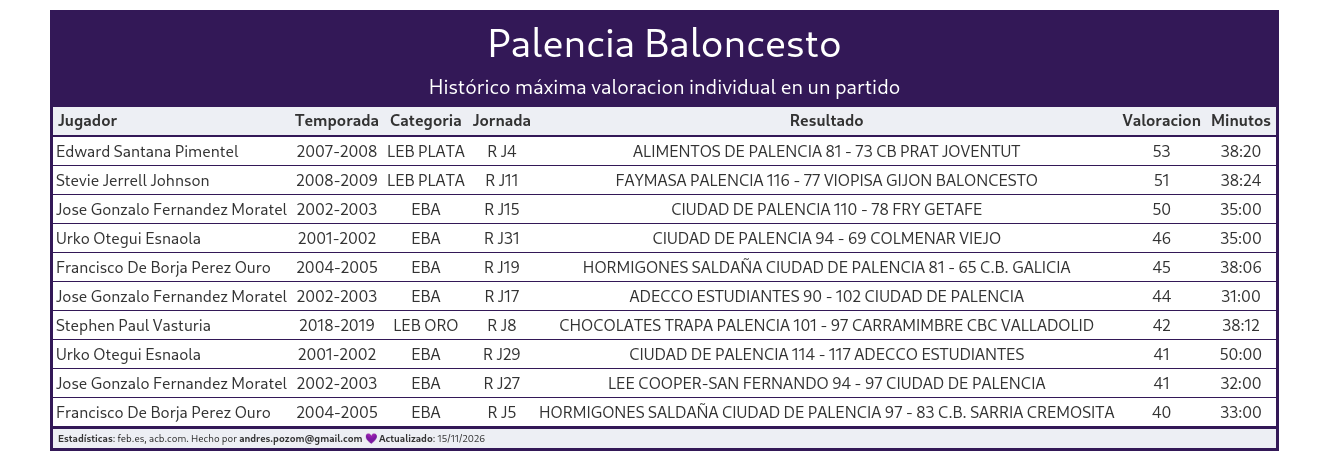 Palencia Baloncesto
Histórico máxima valoracion individual en un partido
Jugador Temporada Categoria Jornada Resultado Valoracion Minutos
Edward Santana Pimentel 2007-2008 LEB PLATA R J4 ALIMENTOS DE PALENCIA 81 - 73 CB PRAT JOVENTUT 53 38:20
Stevie Jerrell Johnson 2008-2009 LEB PLATA R J11 FAYMASA PALENCIA 116 - 77 VIOPISA GIJON BALONCESTO 51 38:24
Jose Gonzalo Fernandez Moratel 2002-2003 EBA R J15 CIUDAD DE PALENCIA 110 - 78 FRY GETAFE 50 35:00
Urko Otegui Esnaola 2001-2002 EBA R J31 CIUDAD DE PALENCIA 94 - 69 COLMENAR VIEJO 46 35:00
Francisco De Borja Perez Ouro 2004-2005 EBA R J19 HORMIGONES SALDAÑA CIUDAD DE PALENCIA 81 - 65 C.B. GALICIA 45 38:06
Jose Gonzalo Fernandez Moratel 2002-2003 EBA R J17 ADECCO ESTUDIANTES 90 - 102 CIUDAD DE PALENCIA 44 31:00
Stephen Paul Vasturia 2018-2019 LEB ORO R J8 CHOCOLATES TRAPA PALENCIA 101 - 97 CARRAMIMBRE CBC VALLADOLID 42 38:12
Urko Otegui Esnaola 2001-2002 EBA R J29 CIUDAD DE PALENCIA 114 - 117 ADECCO ESTUDIANTES 41 50:00
Jose Gonzalo Fernandez Moratel 2002-2003 EBA R J27 LEE COOPER-SAN FERNANDO 94 - 97 CIUDAD DE PALENCIA 41 32:00
Francisco De Borja Perez Ouro 2004-2005 EBA R J5 HORMIGONES SALDAÑA CIUDAD DE PALENCIA 97 - 83 C.B. SARRIA CREMOSITA 40 33:00
Estadísticas: feb.es, acb.com. Hecho por andres.pozom@gmail.com 💜 Actualizado: 15/11/2026